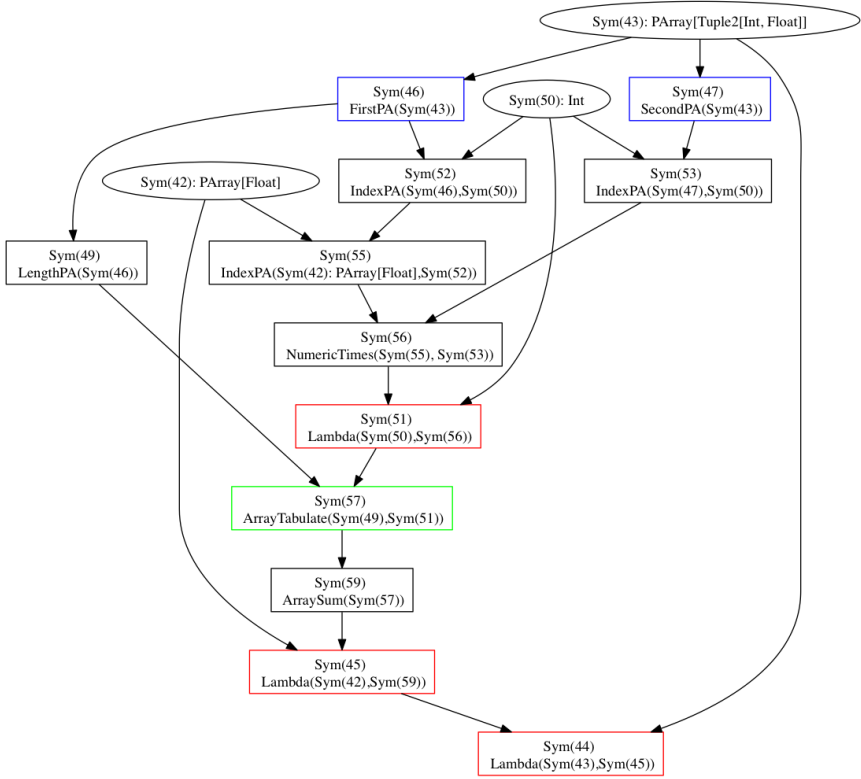 Sym(43): PArray[Tuple2[Int, Float]]
Sym(46)
FirstPA(Sym(43))
Sym(50): Int
Sym(47)
SecondPA(Sym(43))
Sym(42): PArray[Float]
Sym(52)
IndexPA(Sym(46),Sym(50))
Sym(53)
IndexPA(Sym(47),Sym(50))
Sym(49)
LengthPA(Sym(46))
Sym(55)
IndexPA(Sym(42): PArray[Float],Sym(52))
Sym(56)
NumericTimes(Sym(55), Sym(53))
Sym(51)
Lambda(Sym(50),Sym(56))
Sym(57)
ArrayTabulate(Sym(49),Sym(51))
Sym(59)
ArraySum(Sym(57))
Sym(45)
Lambda(Sym(42),Sym(59))
Sym(44)
Lambda(Sym(43),Sym(45))